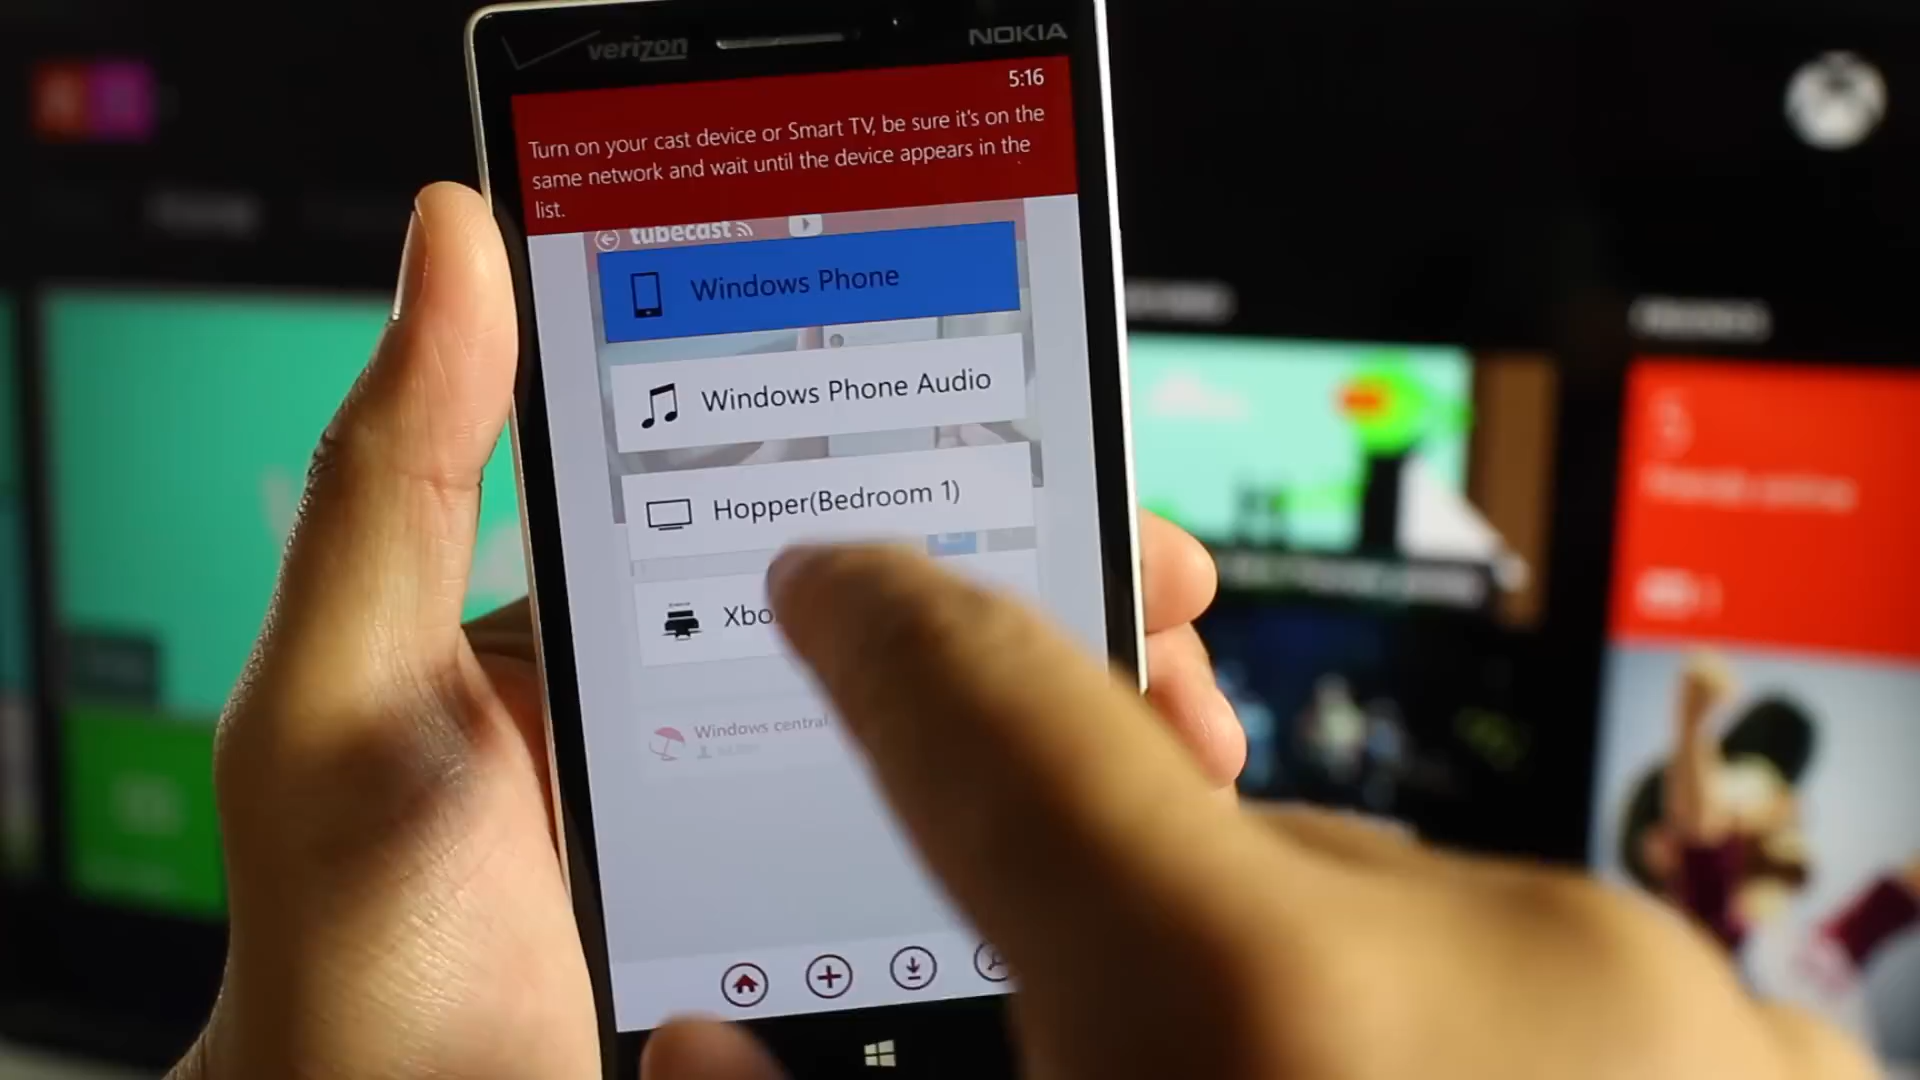 verizon
NOKIA
5:16
Turn on your cast device or Smart TV, be sure it's on the
same network and wait until the device appears in the
list.
tubecast
Windows Phone
Windows Phone Audio
Hopper(Bedroom 1)
Xbo
Windows central